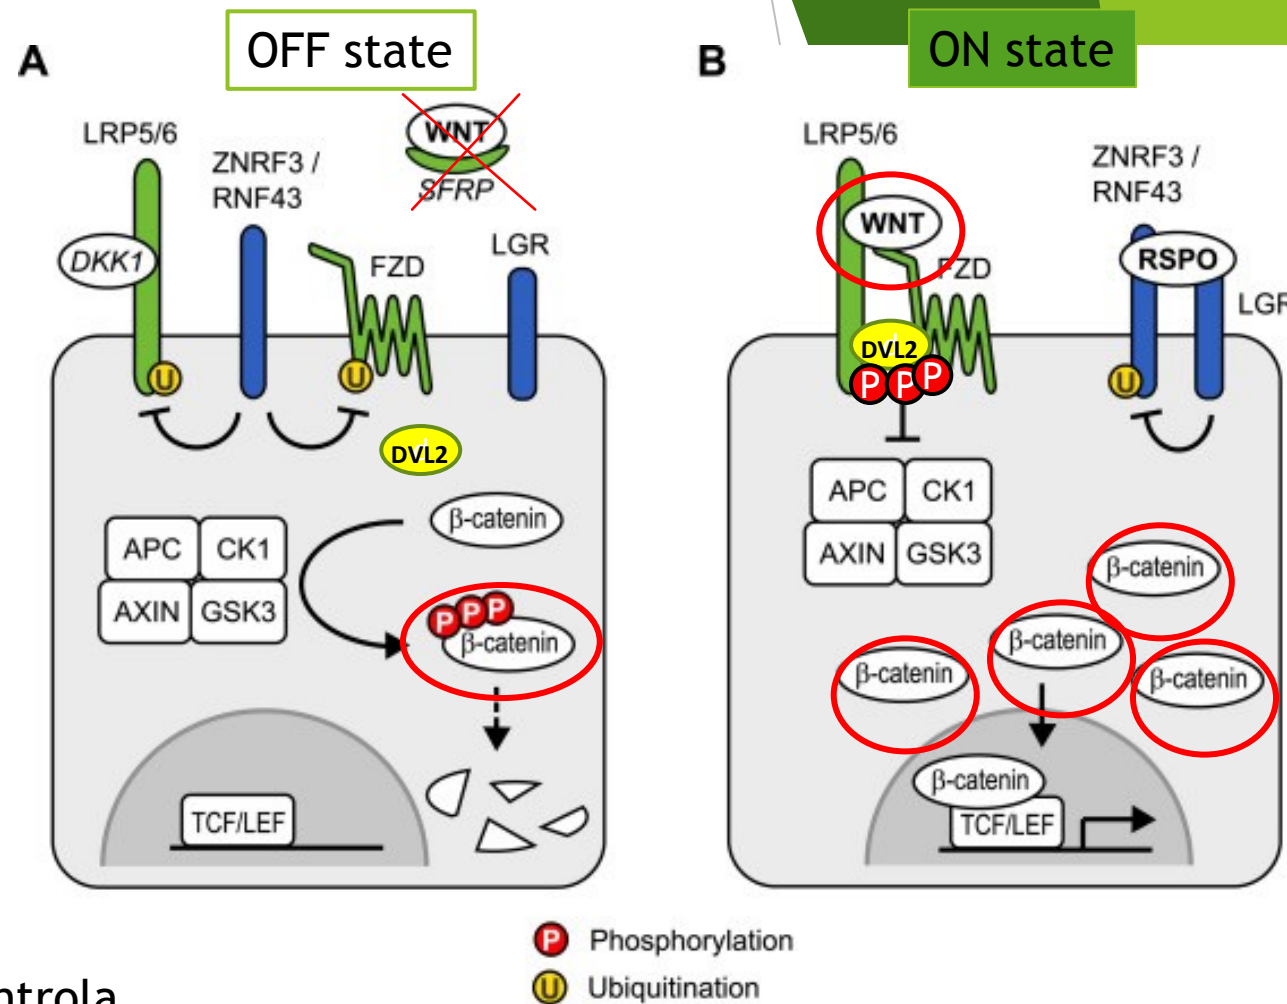 A
OFF state
LRP5/6
ZNRF3 /
RNF43
WNT
SFRP
DKK1
FZD
LGR
U
U
DVL2
β-catenin
APC
CK1
AXIN
GSK3
P
P
P
β-catenin
TCF/LEF
B
ON state
LRP5/6
ZNRF3 /
RNF43
WNT
FZD
RSPO
LGR
DVL2
P
P
P
U
APC
CK1
AXIN
GSK3
β-catenin
β-catenin
β-catenin
β-catenin
β-catenin
TCF/LEF
P Phosphorylation
U Ubiquitination
ntrola